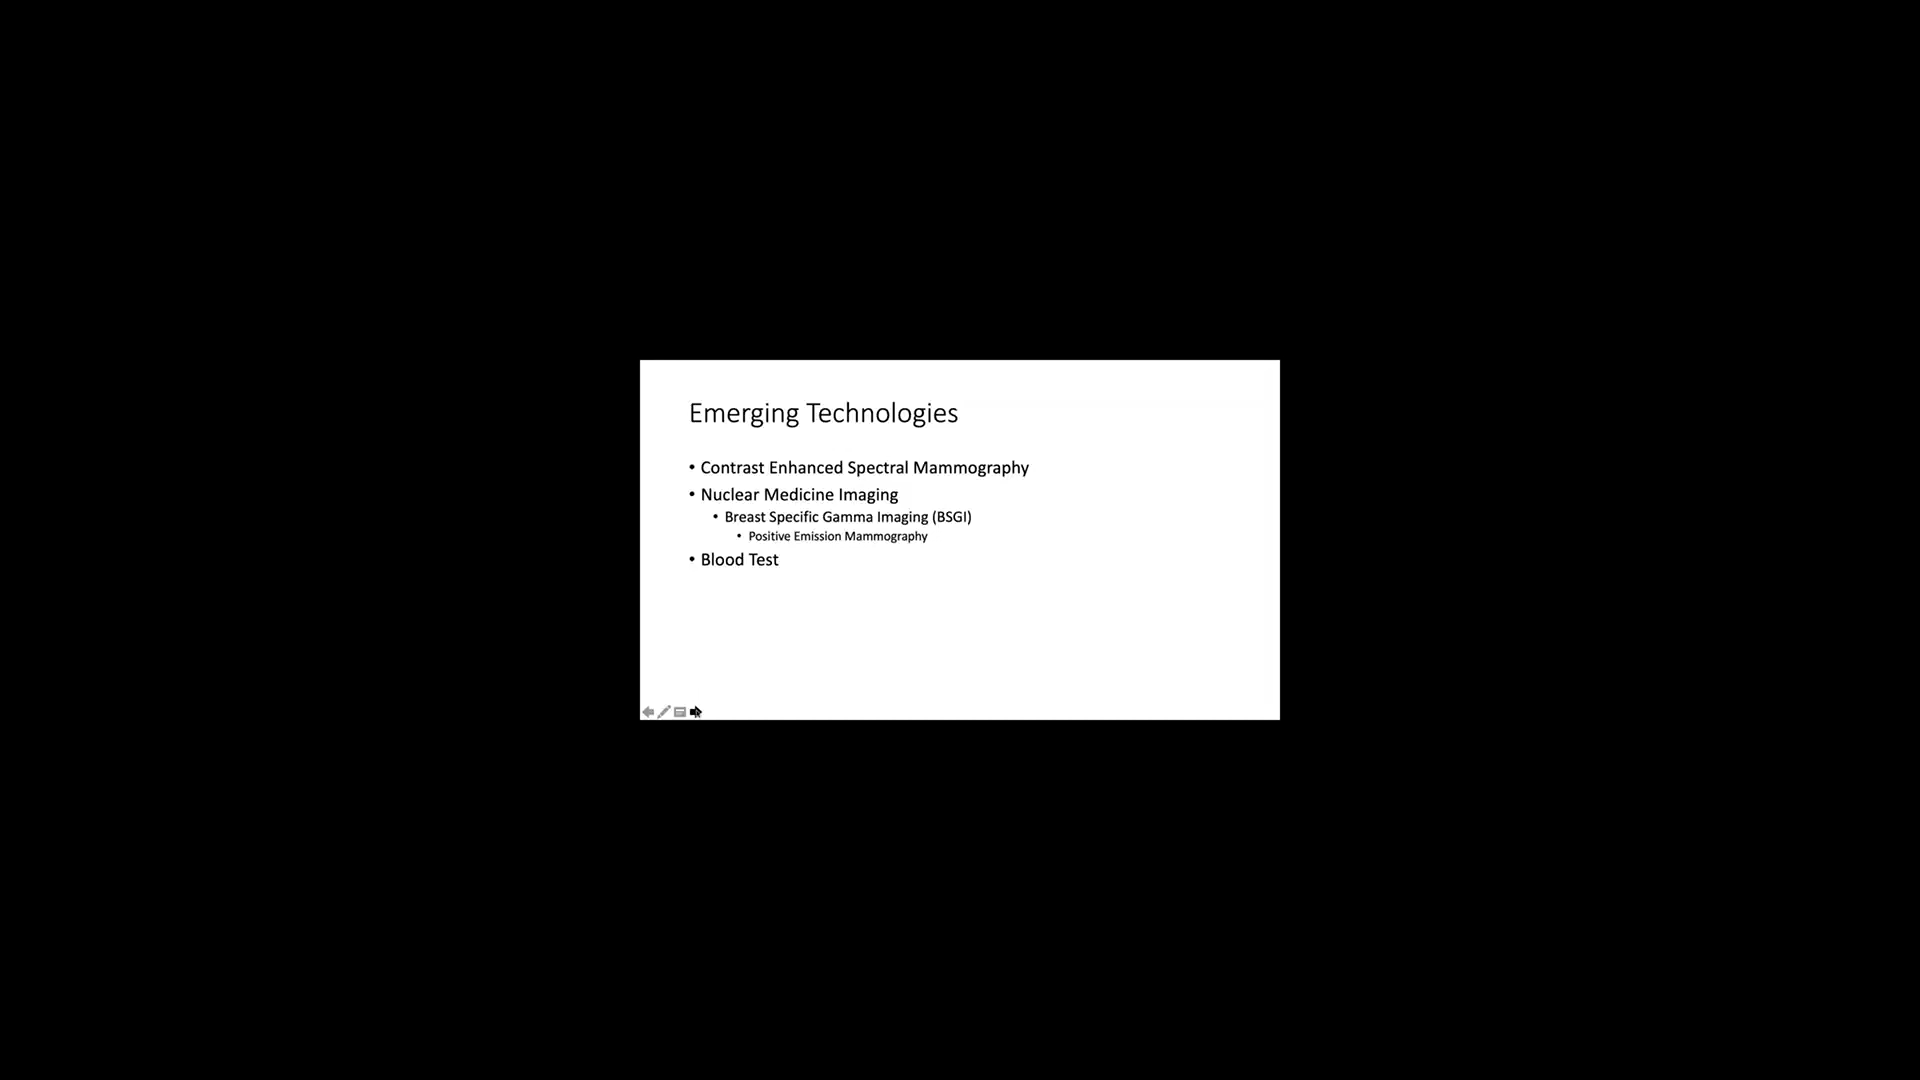 Emerging Technologies
• Contrast Enhanced Spectral Mammography
• Nuclear Medicine Imaging
• Breast Specific Gamma Imaging (BSGI)
• Positive Emission Mammography
• Blood Test